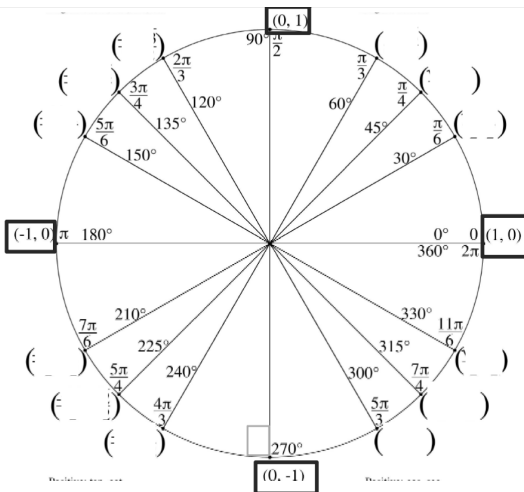 (0, 1)
90° π/2
( ) 2π/3 π/3 ( )
( ) 3π/4 120° 60° π/4 ( )
( ) 5π/6 135° 45° π/6 ( )
150° 30°
(-1, 0) π 180° 0° 0 (1, 0)
360° 2π
7π/6 210° 330° 11π/6
( ) 225° 315° ( )
( ) 5π/4 240° 300° 7π/4 ( )
( ) 4π/3 5π/3 ( )
270°
(0, -1)